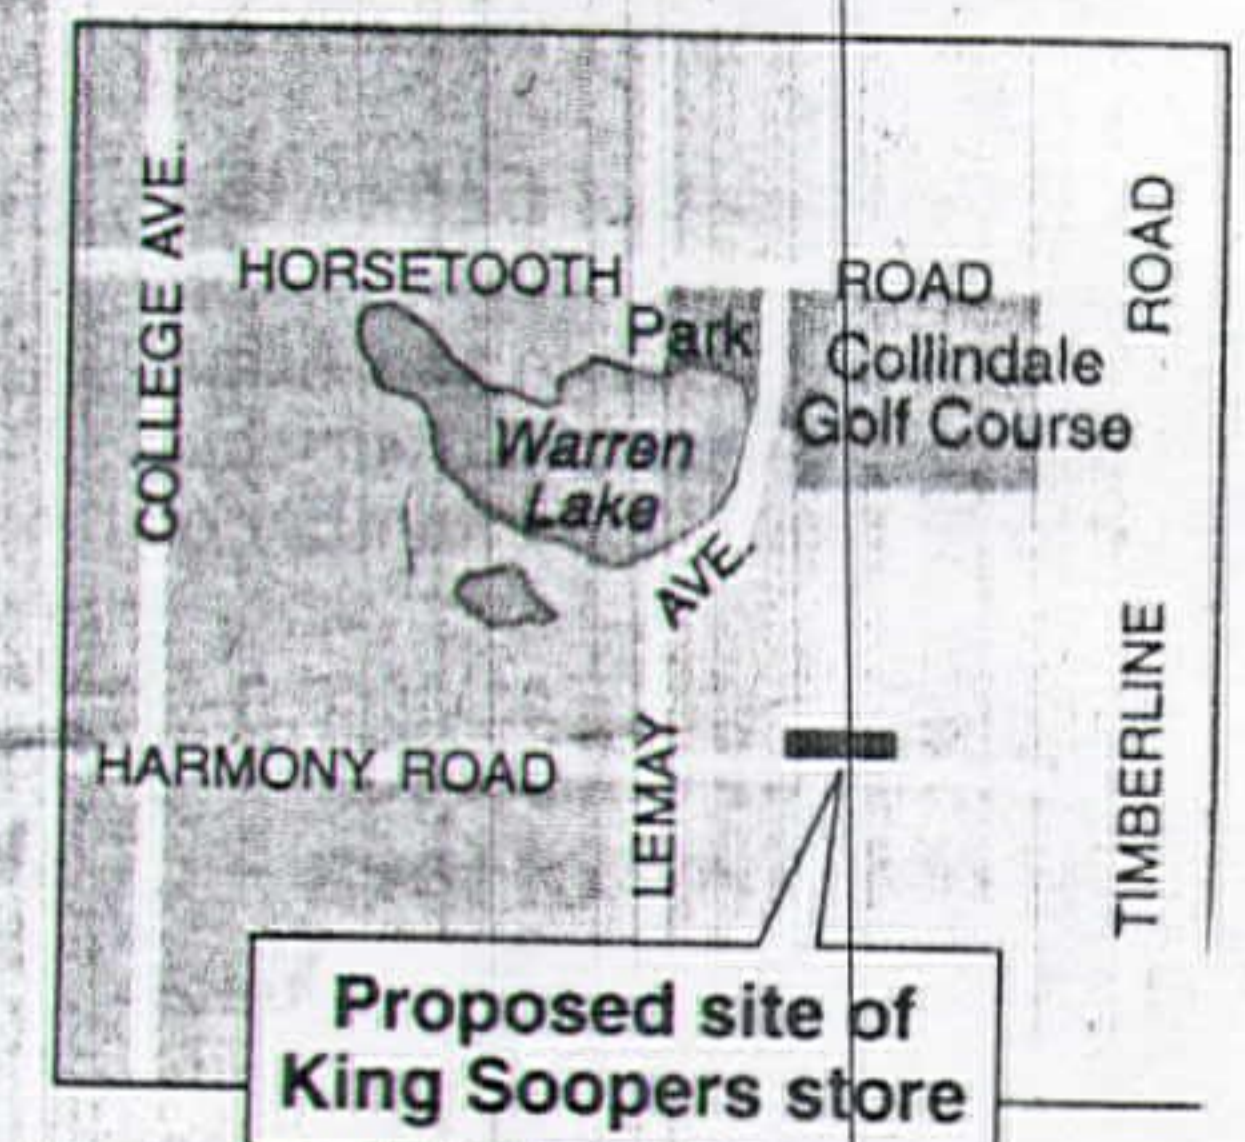 COLLEGE AVE.
HORSETOOTH ROAD
Park
Collindale
Golf Course
Warren
Lake
LEMAY AVE.
HARMONY ROAD
TIMBERLINE ROAD
Proposed site of
King Soopers store